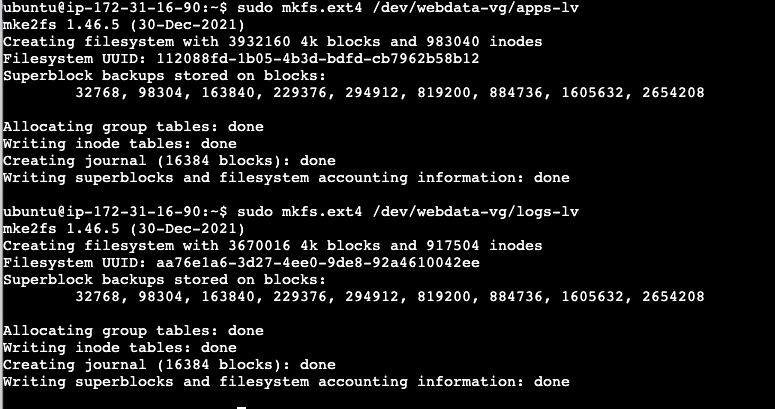 ubuntu@ip-172-31-16-90:~$ sudo mkfs.ext4 /dev/webdata-vg/apps-lv
mke2fs 1.46.5 (30-Dec-2021)
Creating filesystem with 3932160 4k blocks and 983040 inodes
Filesystem UUID: 112088fd-1b05-4b3d-bdfd-cb7962b58b12
Superblock backups stored on blocks:
        32768, 98304, 163840, 229376, 294912, 819200, 884736, 1605632, 2654208
Allocating group tables: done
Writing inode tables: done
Creating journal (16384 blocks): done
Writing superblocks and filesystem accounting information: done
ubuntu@ip-172-31-16-90:~$ sudo mkfs.ext4 /dev/webdata-vg/logs-lv
mke2fs 1.46.5 (30-Dec-2021)
Creating filesystem with 3670016 4k blocks and 917504 inodes
Filesystem UUID: aa76e1a6-3d27-4ee0-9de8-92a4610042ee
Superblock backups stored on blocks:
        32768, 98304, 163840, 229376, 294912, 819200, 884736, 1605632, 2654208
Allocating group tables: done
Writing inode tables: done
Creating journal (16384 blocks): done
Writing superblocks and filesystem accounting information: done